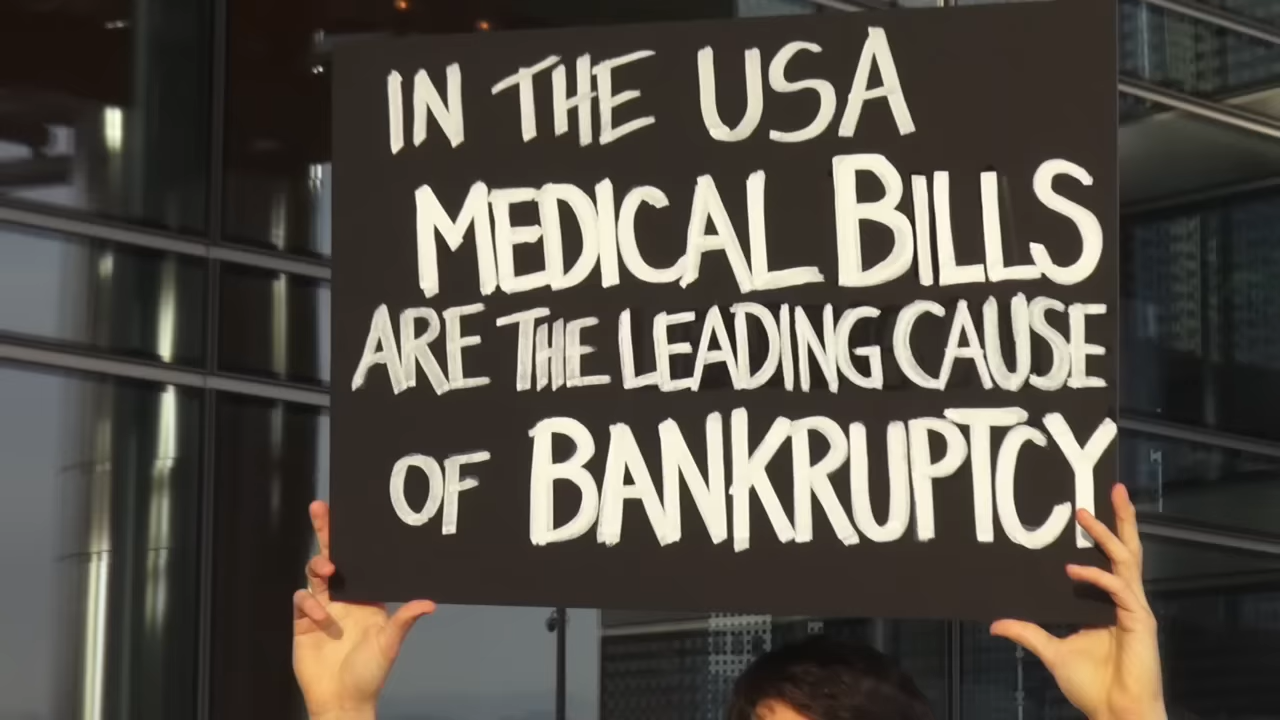 IN THE USA
MEDICAL BILLS
ARE THE LEADING CAUSE
OF BANKRUPTCY